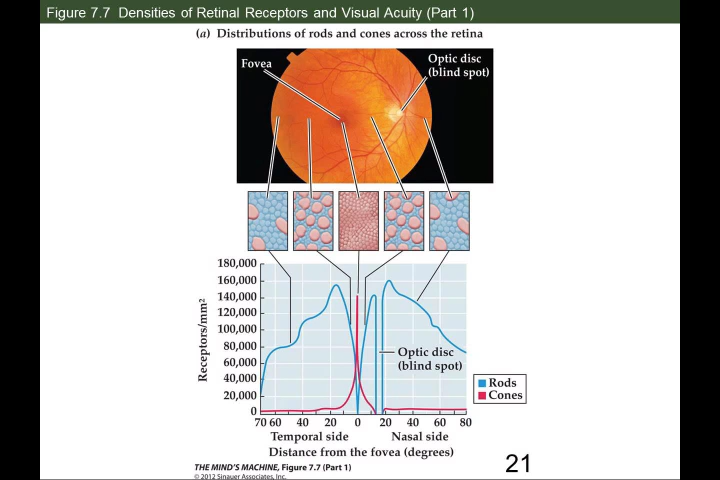 Figure 7.7 Densities of Retinal Receptors and Visual Acuity (Part 1)
(a) Distributions of rods and cones across the retina
Fovea
Optic disc
(blind spot)
180,000
160,000
140,000
120,000
100,000
80,000
60,000
40,000
20,000
0
Receptors/mm²
Optic disc
(blind spot)
Rods
Cones
70 60 40 20 0 20 40 60 80
Temporal side Nasal side
Distance from the fovea (degrees)
THE MIND'S MACHINE, Figure 7.7 (Part 1)
© 2012 Sinauer Associates, Inc.
21